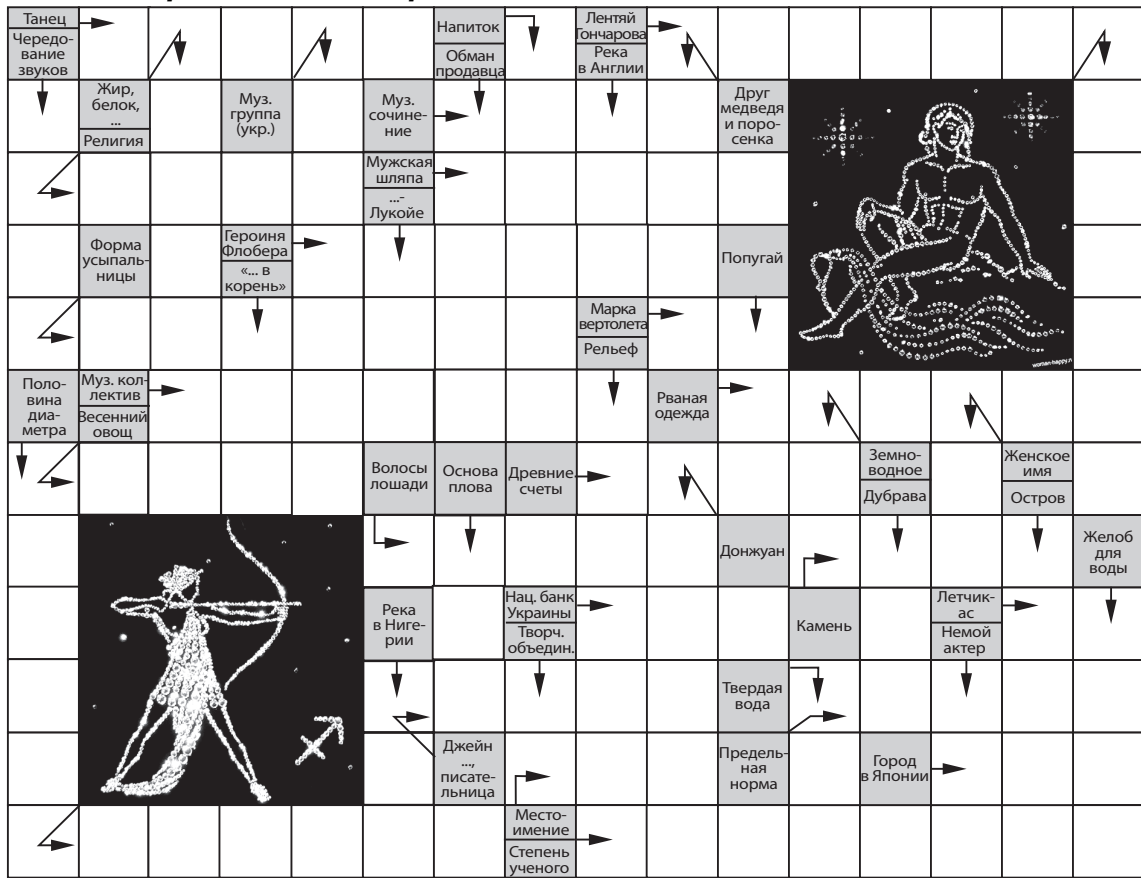 Танец
Чередо-
вание
звуков
Напиток
Обман
продавца
Лентяй
Гончарова
Река
в Англии
Жир,
белок,
...
Религия
Муз.
группа
(укр.)
Муз.
сочине-
ние
Друг
медведя
и поро-
сенка
Мужская
шляпа
...-
Лукойе
Форма
усыпаль-
ницы
Героиня
Флобера
«... в
корень»
Попугай
Марка
вертолета
Рельеф
woman-happy.n
Поло-
вина
диа-
метра
Муз. кол-
лектив
Весенний
овощ
Рваная
одежда
Волосы
лошади
Основа
плова
Древние
счеты
Земно-
водное
Дубрава
Женское
имя
Остров
Донжуан
Желоб
для
воды
Река
в Ниге-
рии
Нац. банк
Украины
Творч.
объедин.
Камень
Летчик-
ас
Немой
актер
Твердая
вода
Джейн
...,
писате-
льница
Предель-
ная
норма
Город
в Японии
Место-
имение
Степень
ученого